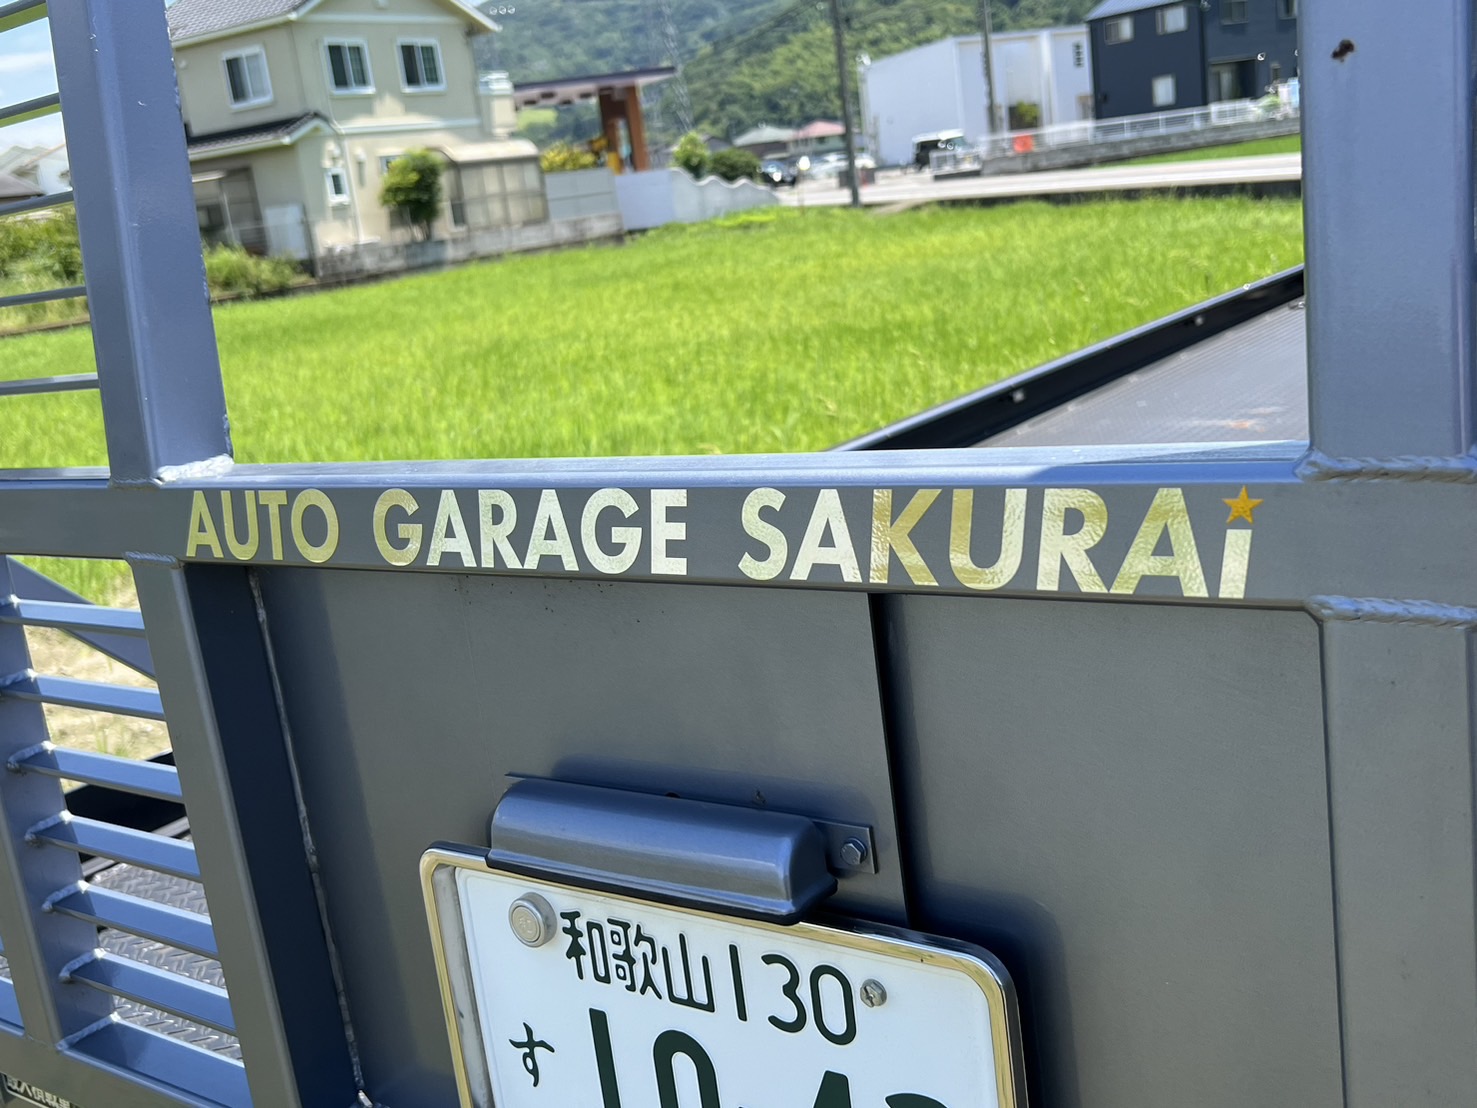 AUTO GARAGE SAKURAi
和歌山130
す